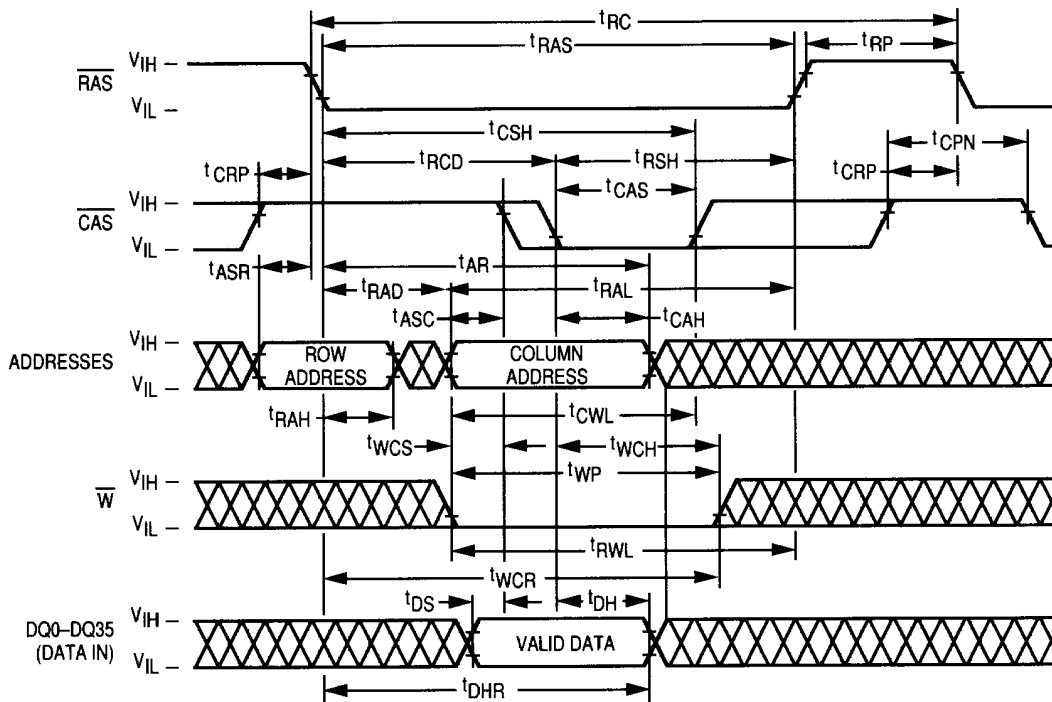 tRC
tRAS
tRP
RAS
VIH
VIL
tCSH
tCPN
tRCD
tRSH
tCRP
tCAS
tCRP
CAS
VIH
VIL
tASR
tAR
tRAD
tRAL
tASC
tCAH
ADDRESSES
VIH
VIL
ROW
ADDRESS
COLUMN
ADDRESS
tRAH
tCWL
tWCS
tWCH
tWP
W
VIH
VIL
tRWL
tWCR
tDS
tDH
DQ0–DQ35
(DATA IN)
VIH
VIL
VALID DATA
tDHR